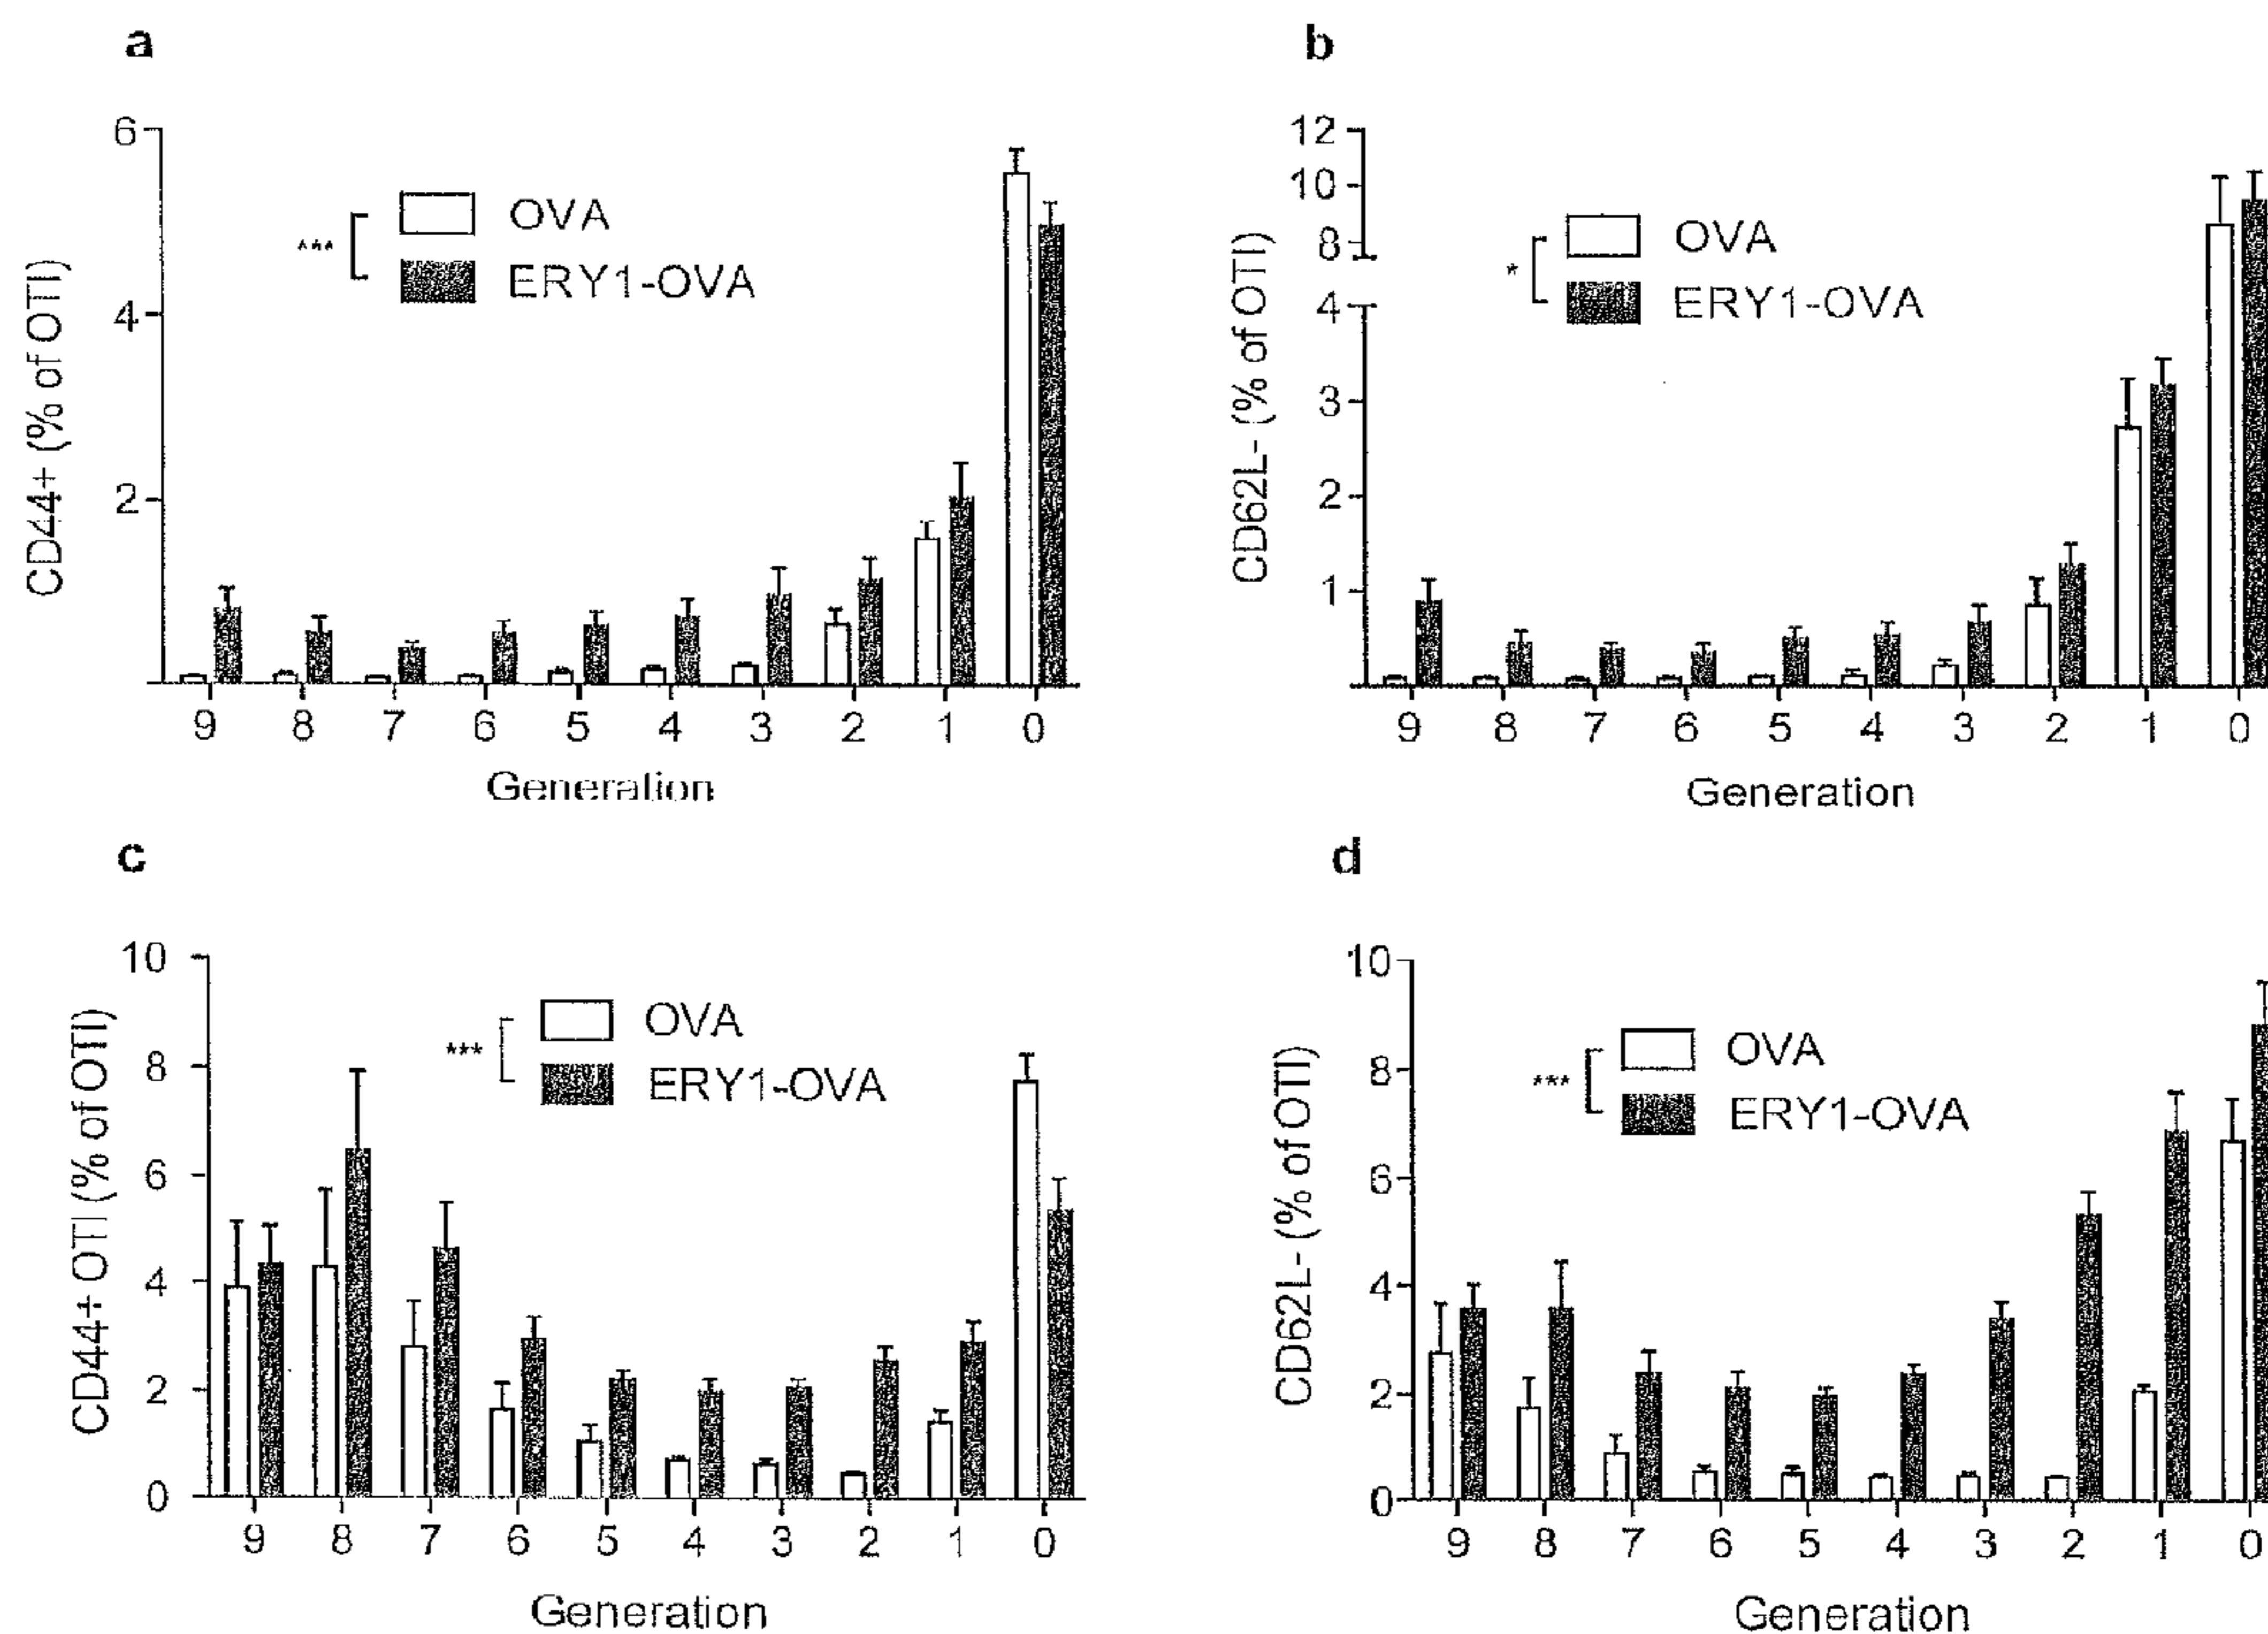 a
6
4
2
CD44+ (% of OTI)
***
OVA
ERY1-OVA
9 8 7 6 5 4 3 2 1 0
Generation
b
12
10
8
4
3
2
1
CD62L- (% of OTI)
*
OVA
ERY1-OVA
9 8 7 6 5 4 3 2 1 0
Generation
c
10
8
6
4
2
0
CD44+ OTI (% of OTI)
***
OVA
ERY1-OVA
9 8 7 6 5 4 3 2 1 0
Generation
d
10
8
6
4
2
0
CD62L- (% of OTI)
***
OVA
ERY1-OVA
9 8 7 6 5 4 3 2 1 0
Generation